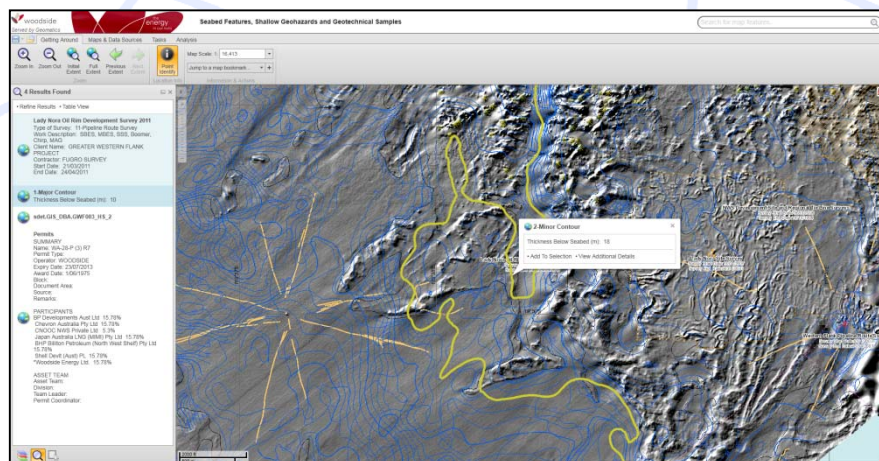 woodside
Served by Geomatics
energy
Seabed Features, Shallow Geohazards and Geotechnical Samples
Search for map features...
Getting Around
Maps & Data Sources
Tasks
Analysis
Zoom In
Zoom Out
Initial Extent
Full Extent
Previous Extent
Next Extent
Point Identify
Map Scale: 1:
Jump to a map bookmark...
Zoom
Information & Actions
4 Results Found
• Refine Results • Table View
Lady Nora Oil Rim Development Survey 2011
Type of Survey: 11-Pipeline Route Survey
Work Description: SBES, MBES, SSS, Boomer,
Chirp, MAG
Client Name: GREATER WESTERN FLANK
PROJECT
Contractor: FUGRO SURVEY
Start Date: 21/03/2011
End Date: 24/04/2011
1-Major Contour
Thickness Below Seabed (m): 10
Permits
SUMMARY
Name: WA-28-P (3) R7
Permit Type:
Operator: WOODSIDE
Expiry Date: 23/07/2013
Award Date: 1/06/1975
Block:
Document Area:
Source:
Remarks:
PARTICIPANTS
BP Developments Aust Ltd 15.78%
Chevron Australia Pty Ltd 15.78%
CNOOC NWS Private Ltd 5.3%
Japan Australia LNG (MIMI) Pty Ltd 15.78%
BHP Billiton Petroleum (North West Shelf) Pty Ltd
15.78%
Shell Devil (Aust) PL 15.78%
*Woodside Energy Ltd. 15.78%
ASSET TEAM
Asset Team:
Division:
Team Leader:
Permit Coordinator:
2-Minor Contour
Thickness Below Seabed (m): 18
• Add To Selection • View Additional Details